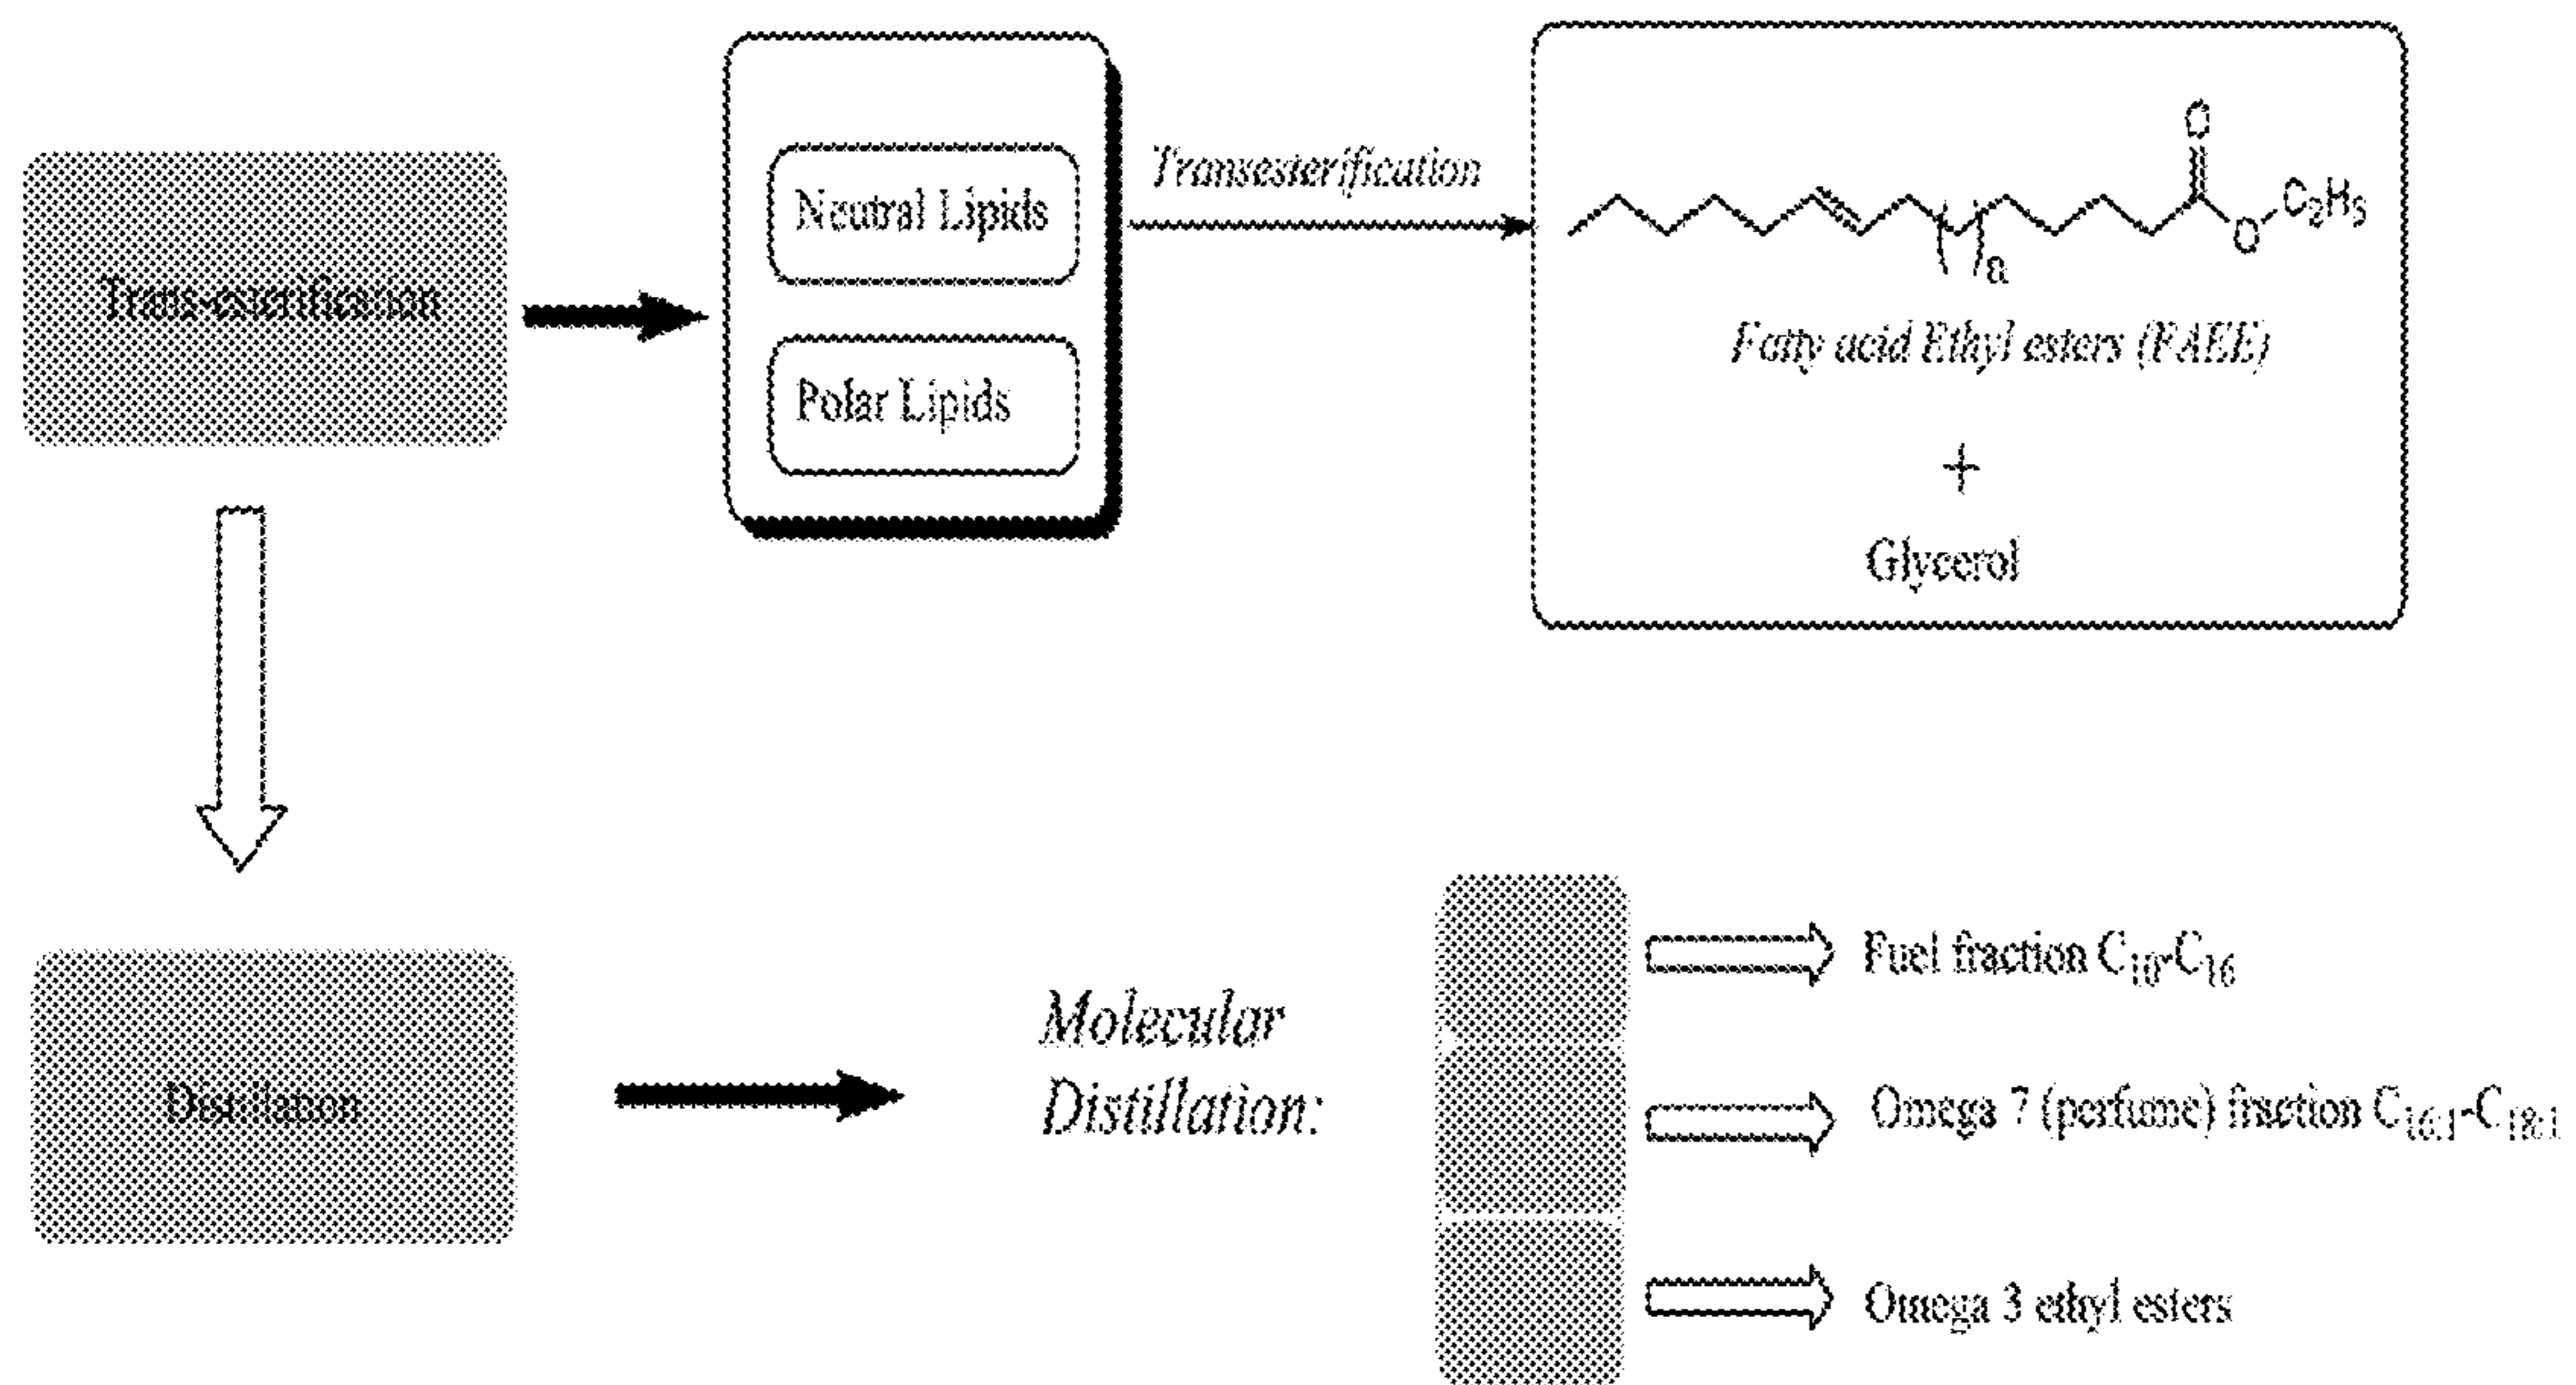 Trans-esterification
Neutral Lipids
Polar Lipids
Transesterification
O
O
C₂H₅
( )a
Fatty acid Ethyl esters (FAEE)
+
Glycerol
Distillation
Molecular
Distillation:
Fuel fraction C₁₀-C₁₆
Omega 7 (perfume) fraction C₁₆:₁-C₁₈:₁
Omega 3 ethyl esters